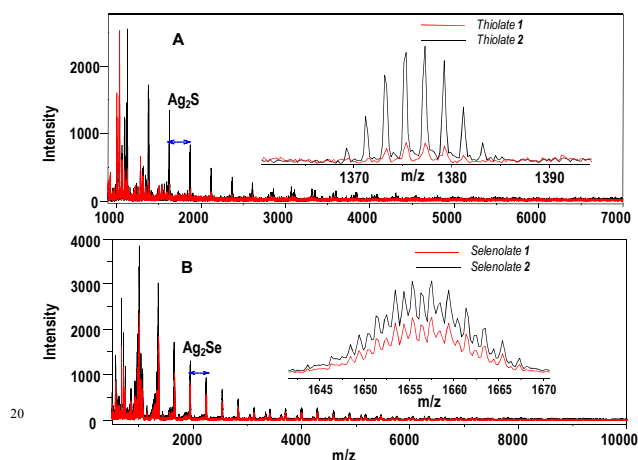 A
Thiolate 1
Thiolate 2
Intensity
2000
1000
0
Ag2S
1370 1380 1390
m/z
1000 2000 3000 4000 5000 6000 7000
B
Selenolate 1
Selenolate 2
Intensity
4000
3000
2000
1000
0
Ag2Se
1645 1650 1655 1660 1665 1670
m/z
2000 4000 6000 8000 10000
m/z
20